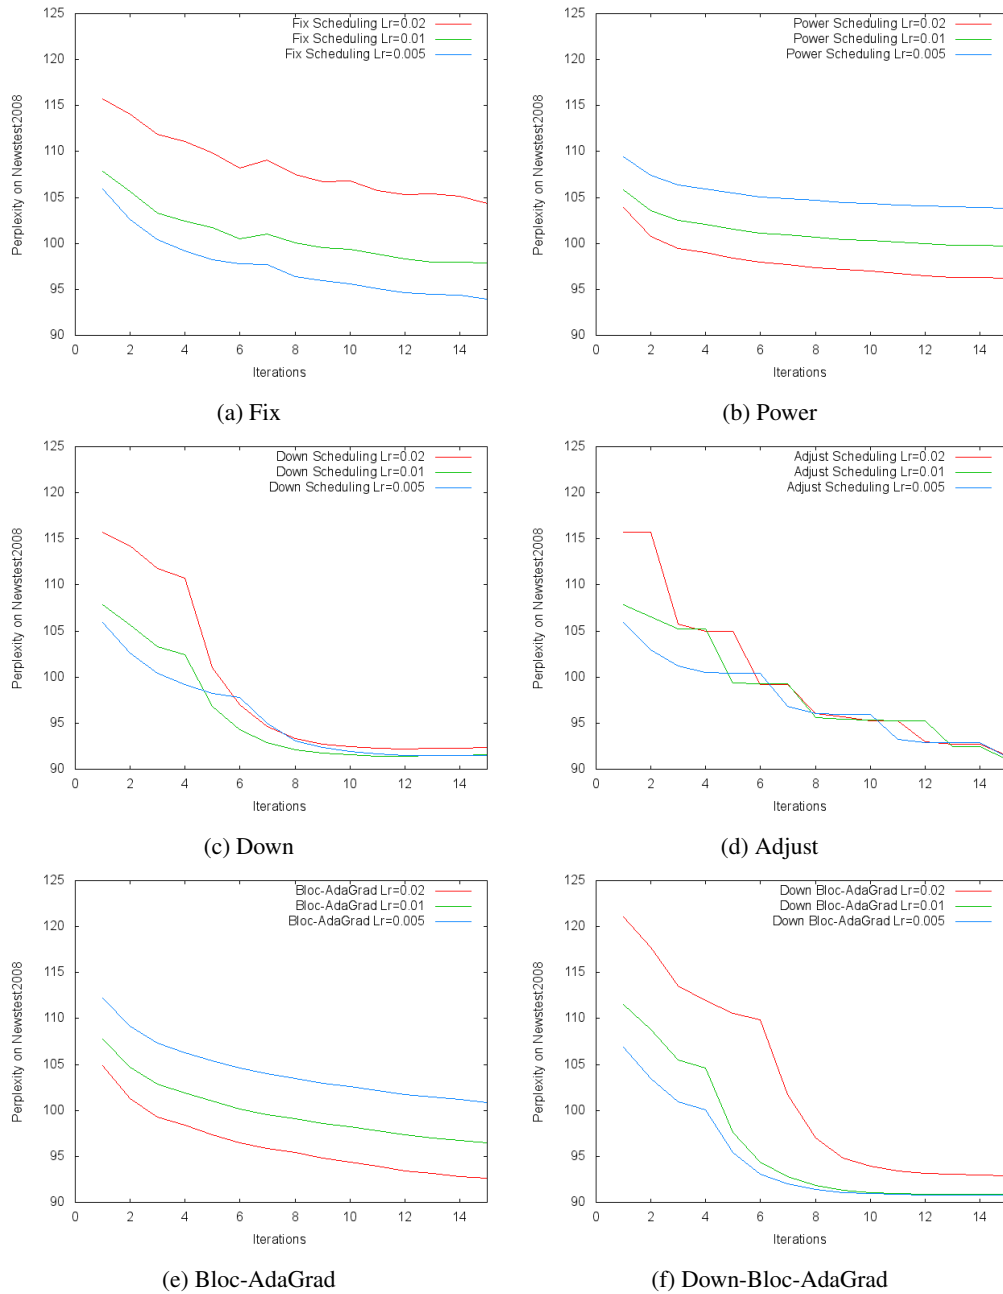 Fix Scheduling Lr=0.02
Fix Scheduling Lr=0.01
Fix Scheduling Lr=0.005
125
120
115
110
105
100
95
90
0 2 4 6 8 10 12 14
Perplexity on Newstest2008
Iterations
(a) Fix
Power Scheduling Lr=0.02
Power Scheduling Lr=0.01
Power Scheduling Lr=0.005
125
120
115
110
105
100
95
90
0 2 4 6 8 10 12 14
Perplexity on Newstest2008
Iterations
(b) Power
Down Scheduling Lr=0.02
Down Scheduling Lr=0.01
Down Scheduling Lr=0.005
125
120
115
110
105
100
95
90
0 2 4 6 8 10 12 14
Perplexity on Newstest2008
Iterations
(c) Down
Adjust Scheduling Lr=0.02
Adjust Scheduling Lr=0.01
Adjust Scheduling Lr=0.005
125
120
115
110
105
100
95
90
0 2 4 6 8 10 12 14
Perplexity on Newstest2008
Iterations
(d) Adjust
Bloc-AdaGrad Lr=0.02
Bloc-AdaGrad Lr=0.01
Bloc-AdaGrad Lr=0.005
125
120
115
110
105
100
95
90
0 2 4 6 8 10 12 14
Perplexity on Newstest2008
Iterations
(e) Bloc-AdaGrad
Down Bloc-AdaGrad Lr=0.02
Down Bloc-AdaGrad Lr=0.01
Down Bloc-AdaGrad Lr=0.005
125
120
115
110
105
100
95
90
0 2 4 6 8 10 12 14
Perplexity on Newstest2008
Iterations
(f) Down-Bloc-AdaGrad